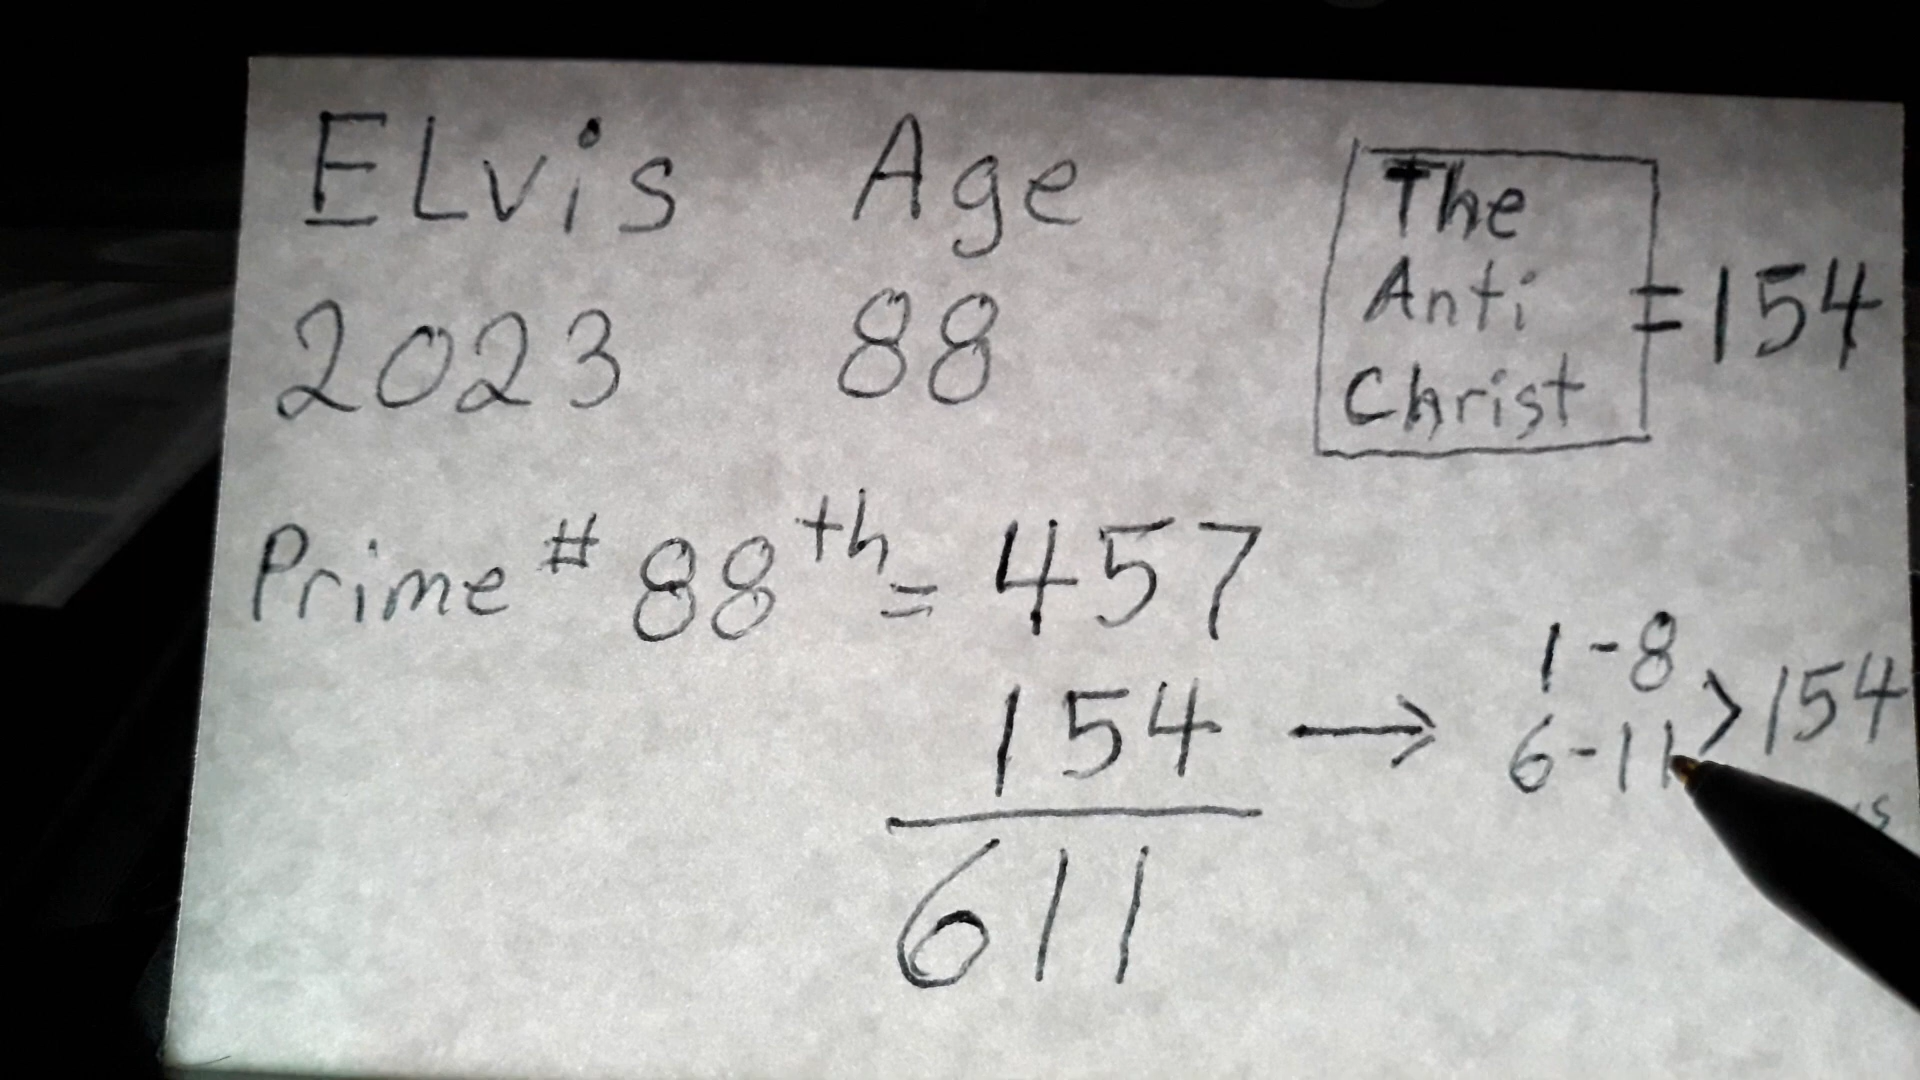 ELvis Age
2023 88
The
Anti
Christ
=154
Prime # 88th = 457
154 → 1-8
6-11 > 154
611